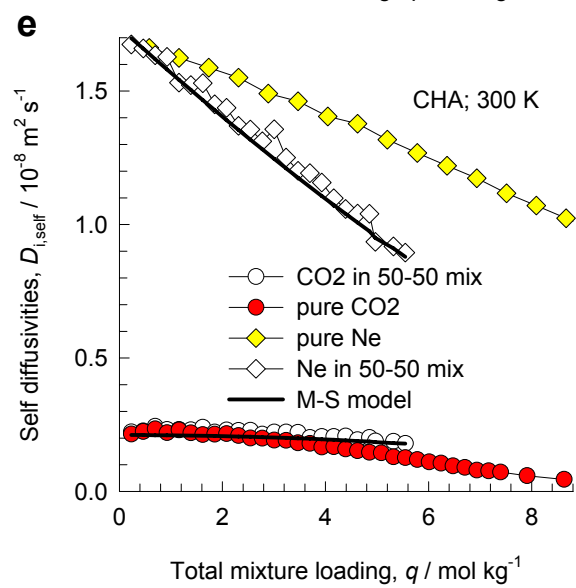 e
CHA; 300 K
1.5
1.0
0.5
0.0
CO2 in 50-50 mix
pure CO2
pure Ne
Ne in 50-50 mix
M-S model
Self diffusivities, D_{i,self} / 10^{-8} m^{2} s^{-1}
0 2 4 6 8
Total mixture loading, q / mol kg^{-1}